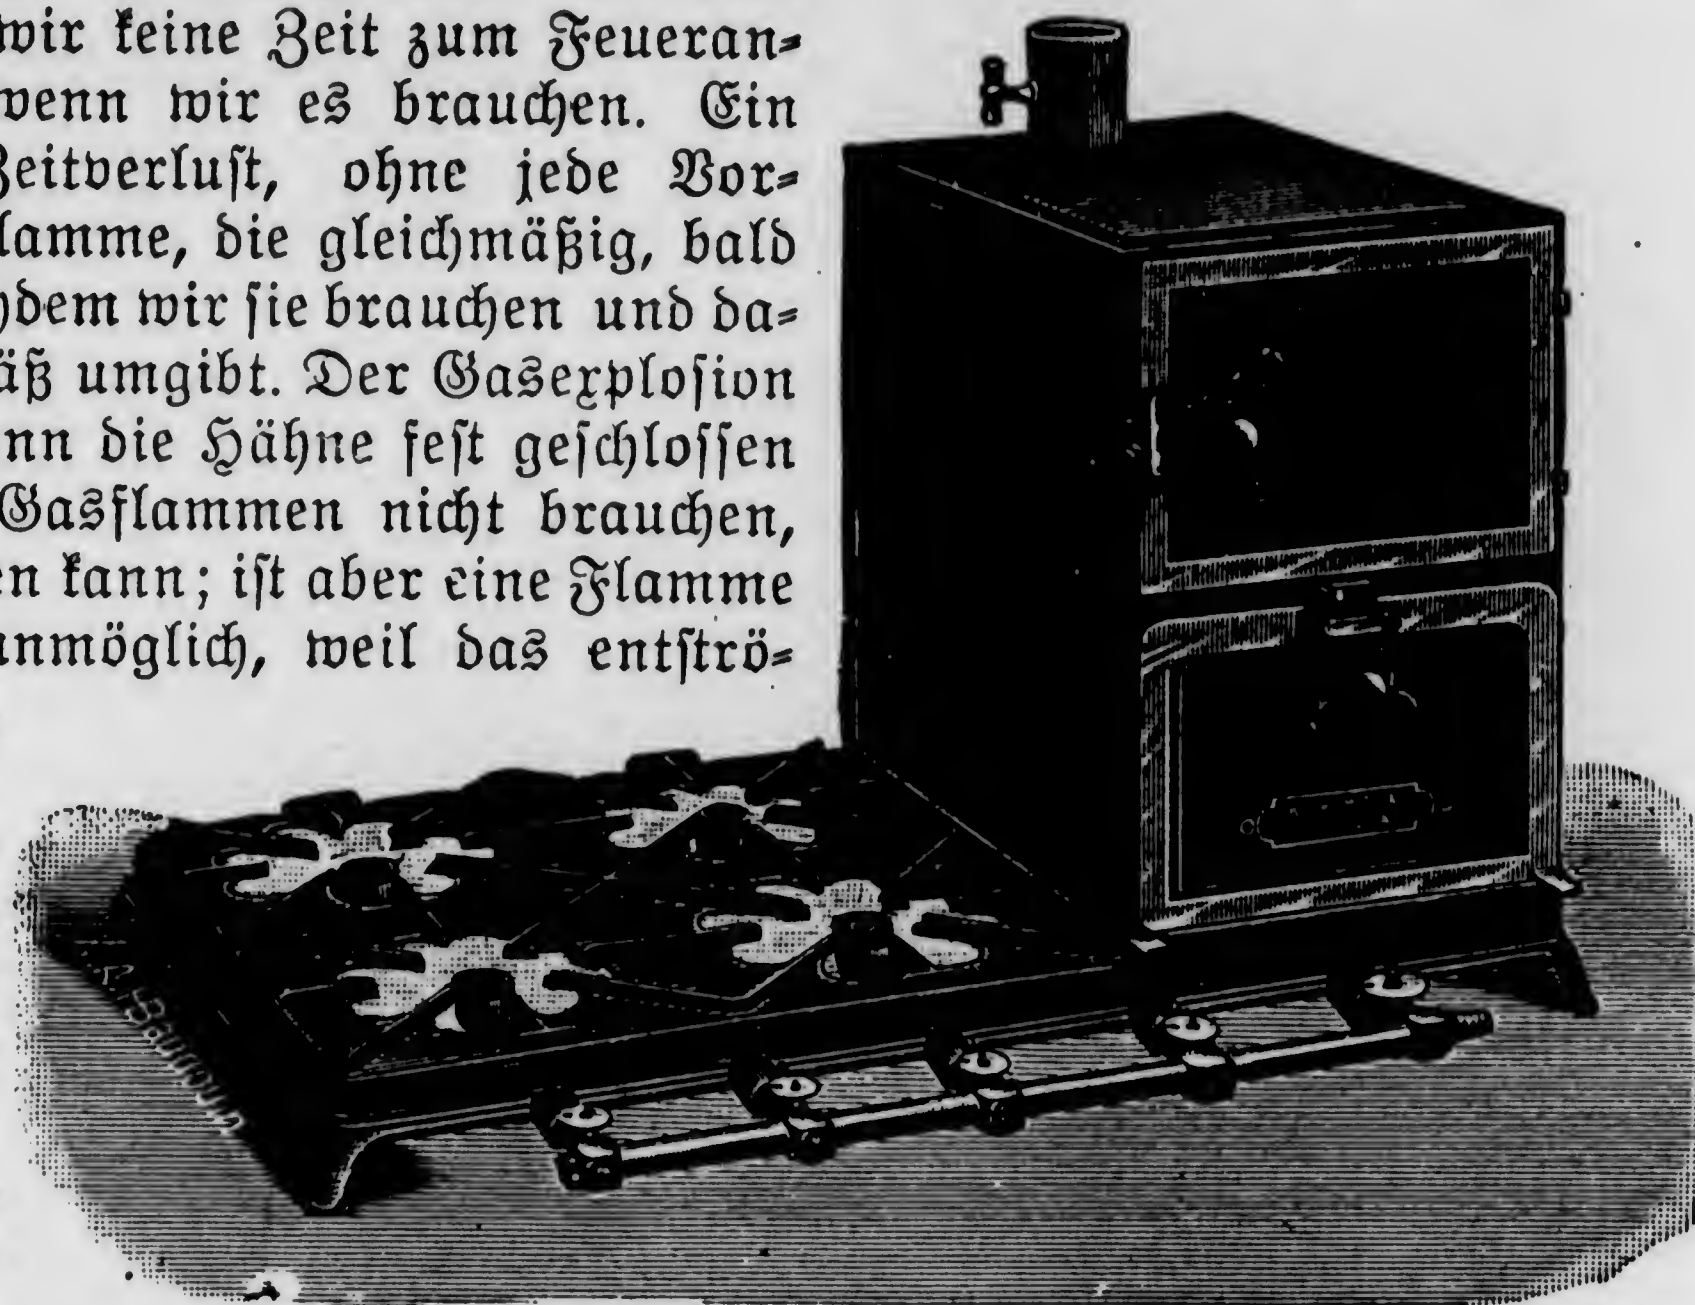 wir keine Zeit zum Feueran-
wenn wir es brauchen. Ein
Zeitverlust, ohne jede Vor-
lamme, die gleichmäßig, bald
dem wir sie brauchen und da-
äß umgibt. Der Gasexplosion
nn die Hähne fest geschlossen
Gasflammen nicht brauchen,
en kann; ist aber eine Flamme
unmöglich, weil das entströ-